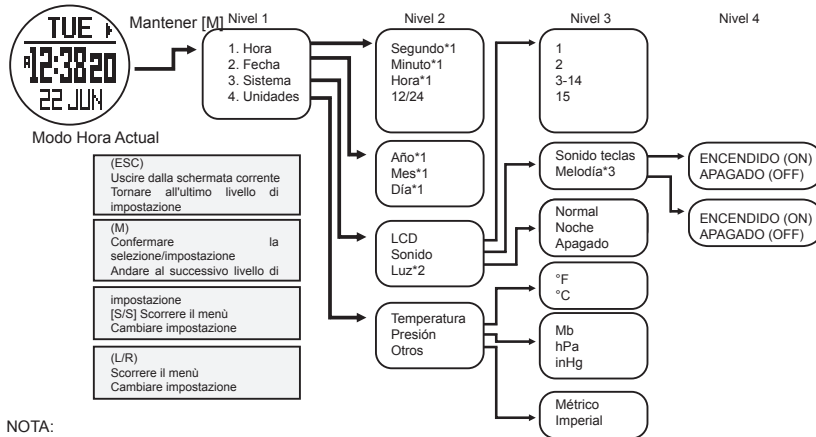 Nivel 1
Nivel 2
Nivel 3
Nivel 4
Mantener [M]
TUE
A 12:38 20
22 JUN
Modo Hora Actual
1. Hora
2. Fecha
3. Sistema
4. Unidades
Segundo*1
Minuto*1
Hora*1
12/24
1
2
3-14
15
Año*1
Mes*1
Día*1
Sonido teclas
Melodía*3
ENCENDIDO (ON)
APAGADO (OFF)
ENCENDIDO (ON)
APAGADO (OFF)
LCD
Sonido
Luz*2
Normal
Noche
Apagado
Temperatura
Presión
Otros
°F
°C
Mb
hPa
inHg
Métrico
Imperial
(ESC)
Uscire dalla schermata corrente
Tornare all'ultimo livello di
impostazione
(M)
Confermare la
selezione/impostazione
Andare al successivo livello di
impostazione
[S/S] Scorrere il menù
Cambiare impostazione
(L/R)
Scorrere il menù
Cambiare impostazione
NOTA: